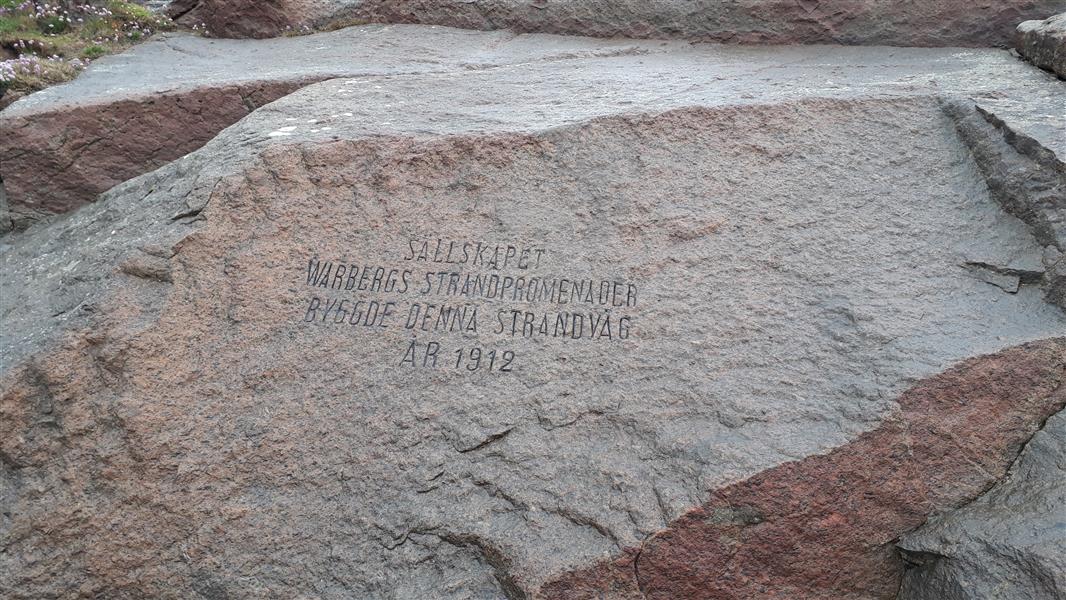 SÄLLSKAPET
WARBERGS STRANDPROMENADER
BYGGDE DENNA STRANDVÄG
ÅR 1912